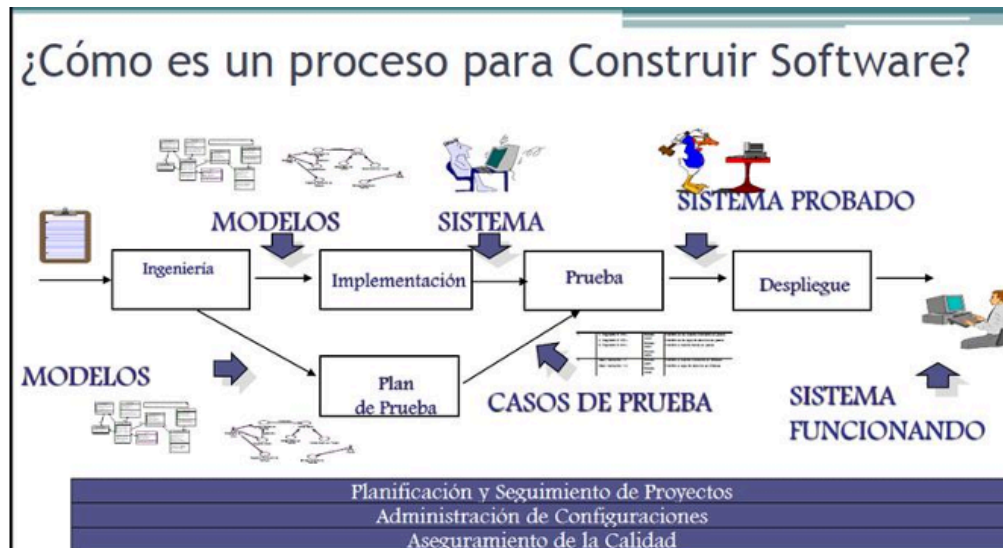 ¿Cómo es un proceso para Construir Software?
MODELOS
SISTEMA
SISTEMA PROBADO
Ingeniería
Implementación
Prueba
Despliegue
MODELOS
Plan
de Prueba
CASOS DE PRUEBA
SISTEMA
FUNCIONANDO
Planificación y Seguimiento de Proyectos
Administración de Configuraciones
Aseguramiento de la Calidad